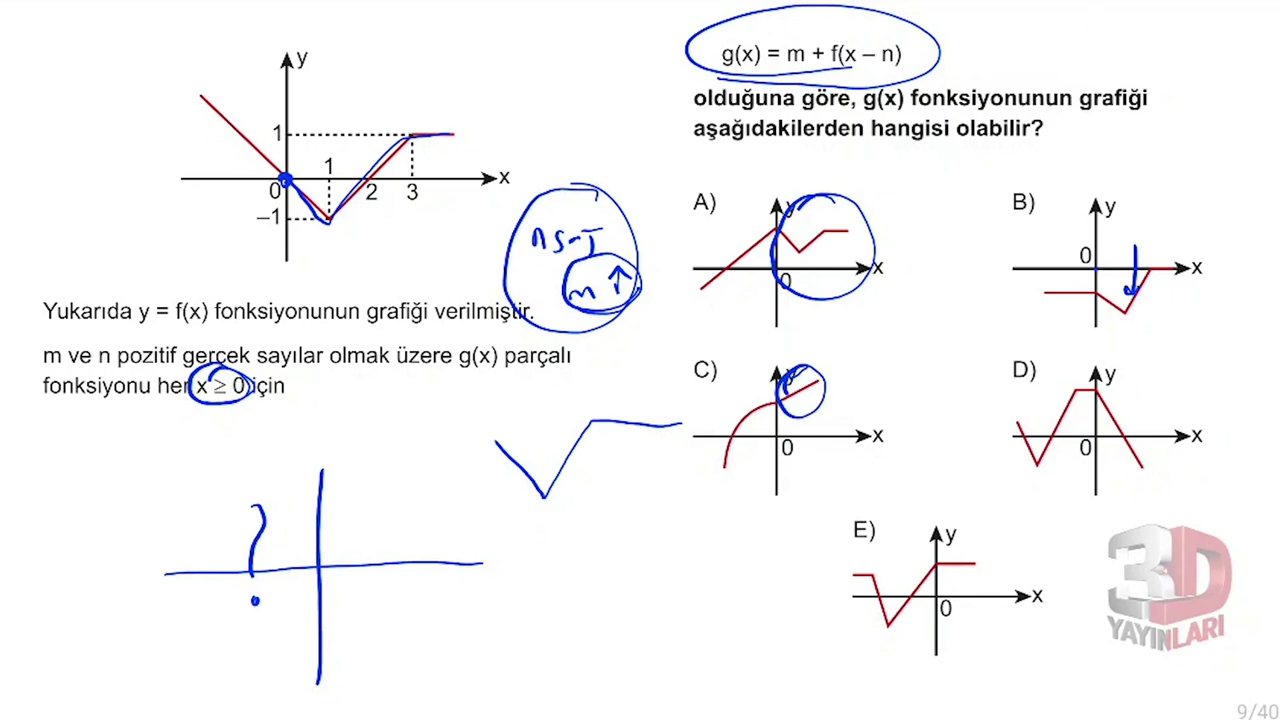 y
1
1
x
0
2
3
–1
n sağ
m ↑
Yukarıda y = f(x) fonksiyonunun grafiği verilmiştir.
m ve n pozitif gerçek sayılar olmak üzere g(x) parçalı
fonksiyonu her x ≥ 0 için
?
g(x) = m + f(x – n)
olduğuna göre, g(x) fonksiyonunun grafiği
aşağıdakilerden hangisi olabilir?
A)
y
0
x
B)
y
0
x
C)
y
0
x
D)
y
0
x
E)
y
0
x
3D
YAYINLARI
9/40